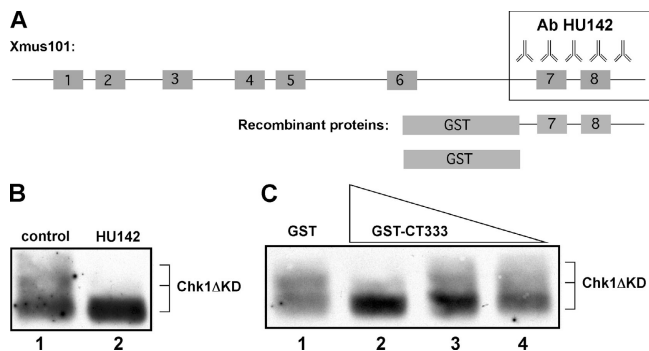 A
Xmus101:
Ab HU142
1 2 3 4 5 6 7 8
Recombinant proteins:
GST 7 8
GST
B
control HU142
Chk1ΔKD
1 2
C
GST GST-CT333
Chk1ΔKD
1 2 3 4